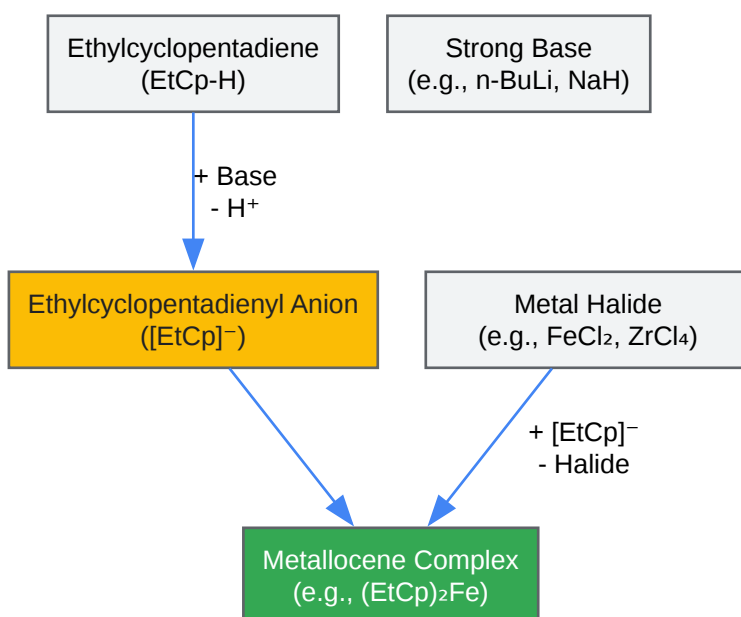 Ethylcyclopentadiene
(EtCp-H)
Strong Base
(e.g., n-BuLi, NaH)
+ Base
- H⁺
Ethylcyclopentadienyl Anion
([EtCp]⁻)
Metal Halide
(e.g., FeCl₂, ZrCl₄)
+ [EtCp]⁻
- Halide
Metallocene Complex
(e.g., (EtCp)₂Fe)